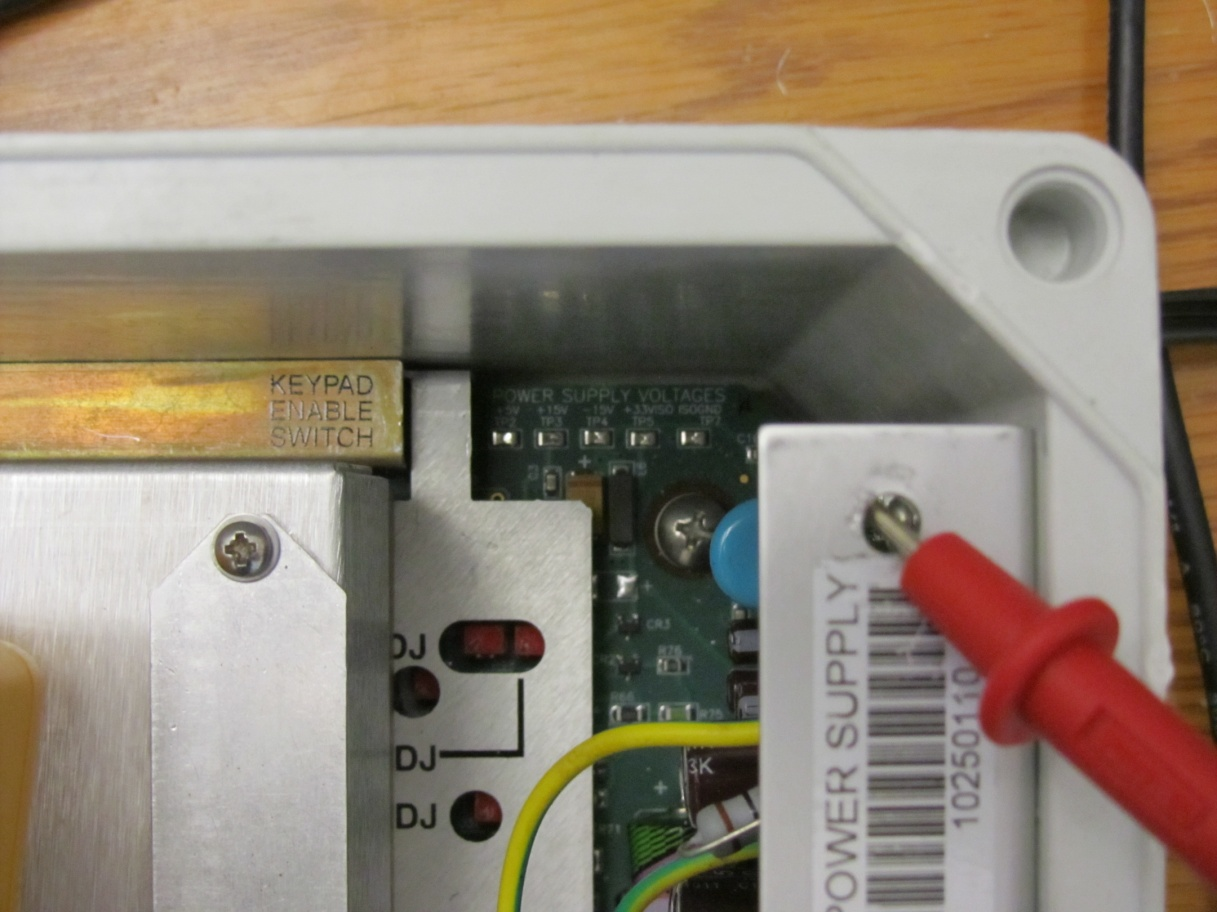 KEYPAD
ENABLE
SWITCH
POWER SUPPLY VOLTAGES
+5V +15V -15V +33VISO ISOGND
TP2 TP3 TP4 TP5 TP7
DJ
DJ
DJ
CR3
R76
R66
R75
3K
R71
POWER SUPPLY
10250110